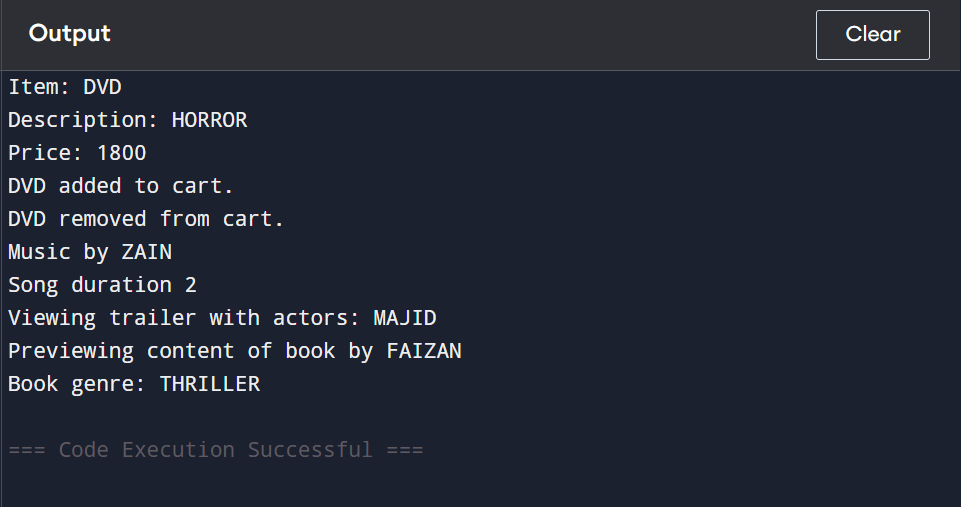 Output
Clear
Item: DVD
Description: HORROR
Price: 1800
DVD added to cart.
DVD removed from cart.
Music by ZAIN
Song duration 2
Viewing trailer with actors: MAJID
Previewing content of book by FAIZAN
Book genre: THRILLER
=== Code Execution Successful ===